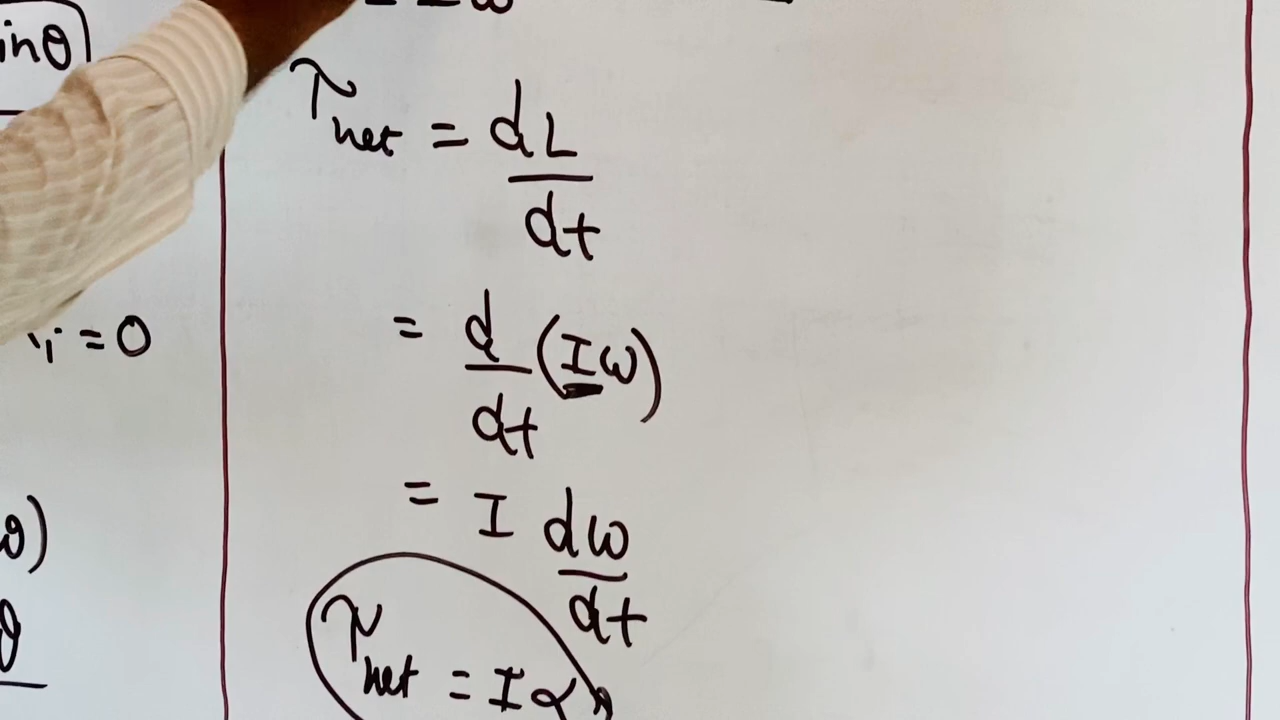 inθ
= 0
θ
τnet = dL/dt
= d/dt (Iω)
= I dω/dt
τnet = Iα